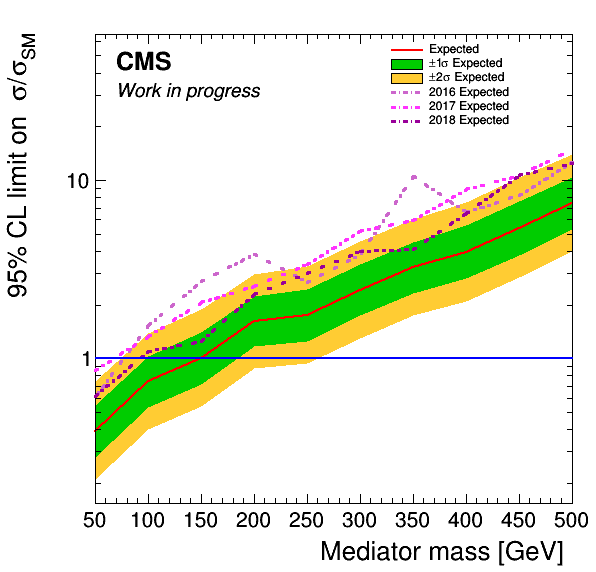 CMS
Work in progress
Expected
±1σ Expected
±2σ Expected
2016 Expected
2017 Expected
2018 Expected
95% CL limit on σ/σSM
10
1
50 100 150 200 250 300 350 400 450 500
Mediator mass [GeV]